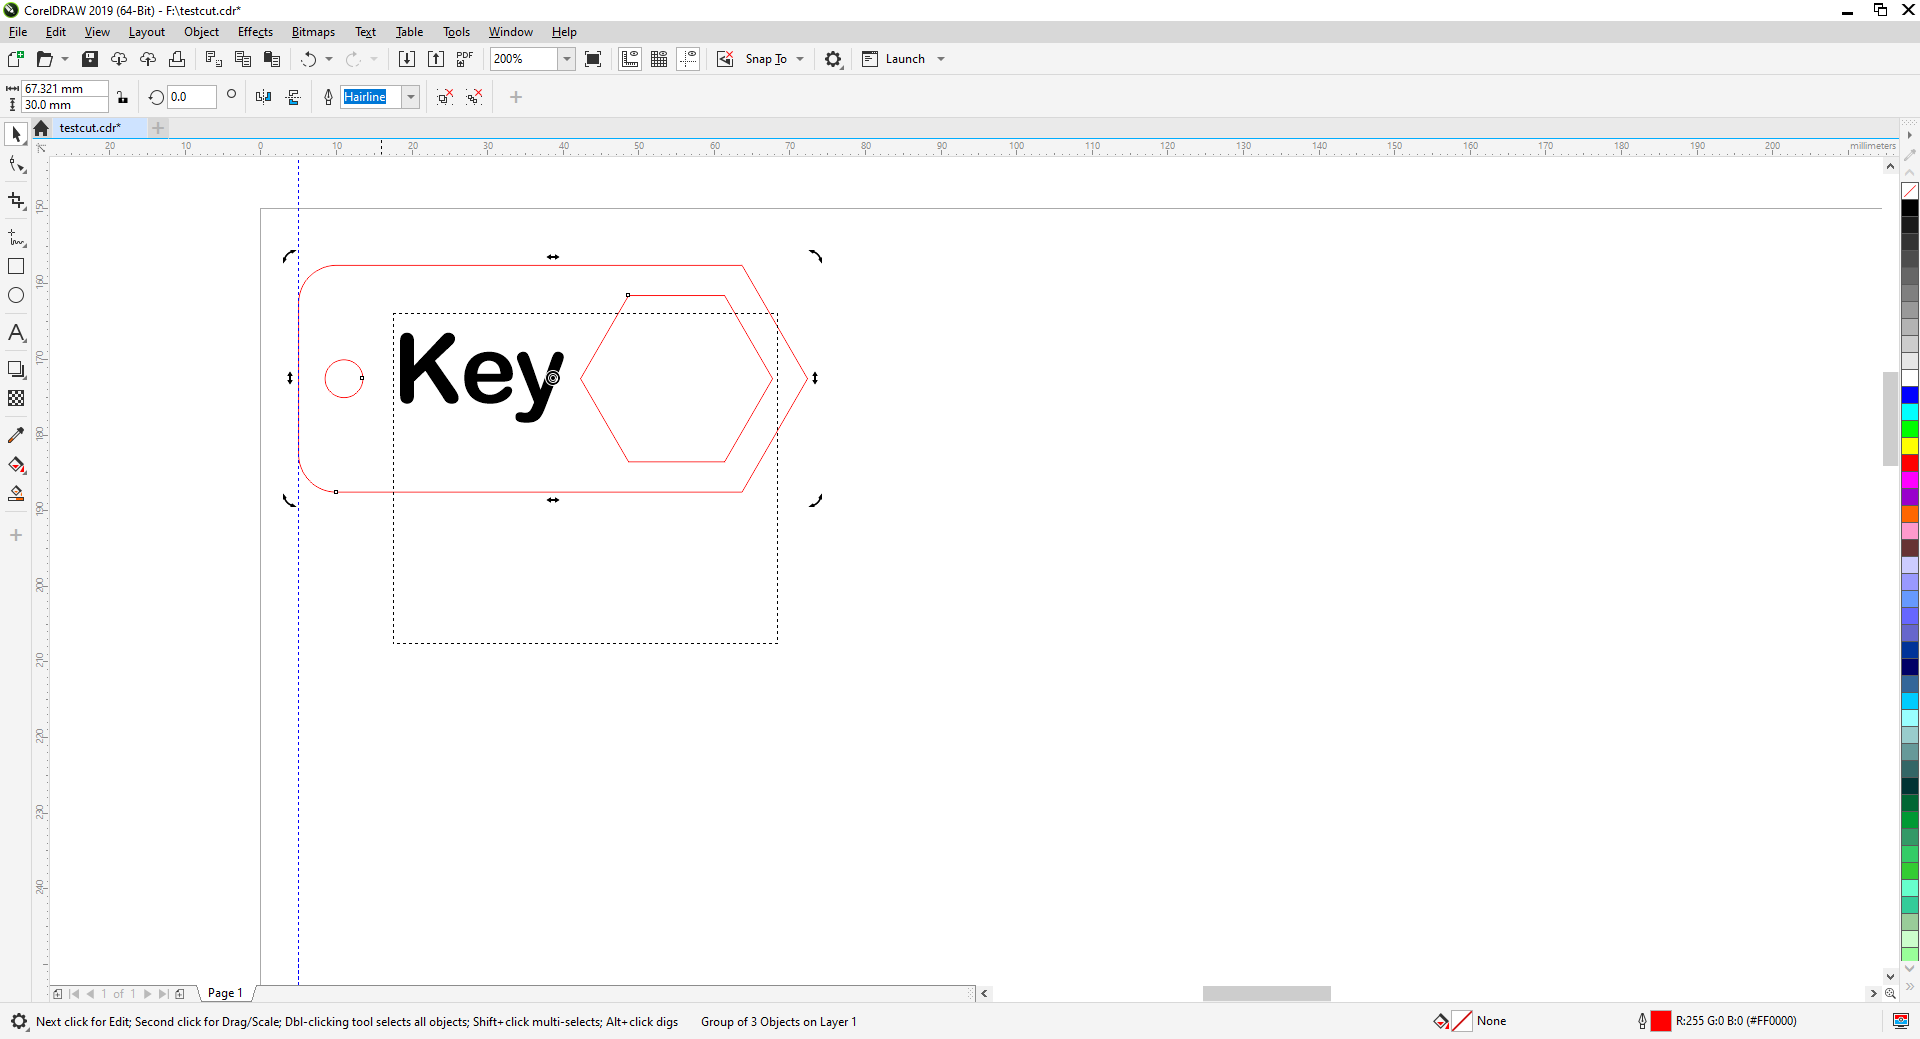 CorelDRAW 2019 (64-Bit) - F:\testcut.cdr*
File Edit View Layout Object Effects Bitmaps Text Table Tools Window Help
PDF 200% Snap To Launch
67.321 mm
30.0 mm
0.0 Hairline
testcut.cdr*
20 10 0 10 20 30 40 50 60 70 80 90 100 110 120 130 140 150 160 170 180 190 200 millimeters
150
160
170
180
190
200
210
220
230
240
Key
1 of 1 Page 1
Next click for Edit; Second click for Drag/Scale; Dbl-clicking tool selects all objects; Shift+click multi-selects; Alt+click digs Group of 3 Objects on Layer 1 None R:255 G:0 B:0 (#FF0000)